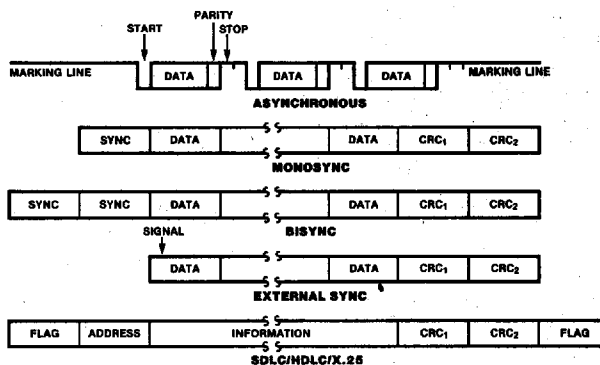 PARITY
START STOP
MARKING LINE DATA DATA DATA MARKING LINE
ASYNCHRONOUS
SYNC DATA DATA CRC1 CRC2
MONOSYNC
SYNC SYNC DATA DATA CRC1 CRC2
BISYNC
SIGNAL
DATA DATA CRC1 CRC2
EXTERNAL SYNC
FLAG ADDRESS INFORMATION CRC1 CRC2 FLAG
SDLC/HDLC/X.25